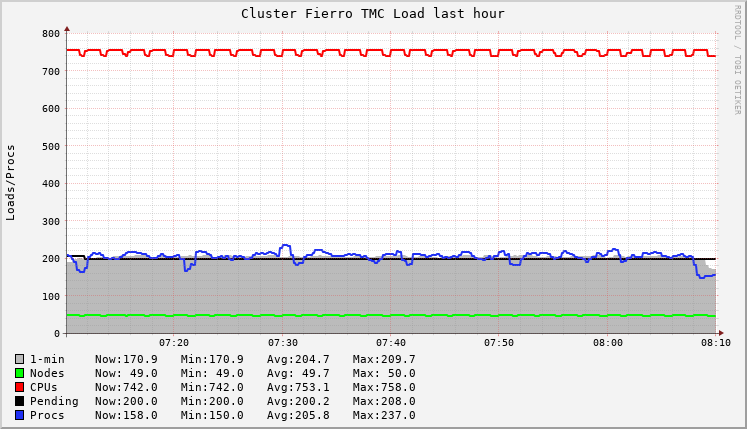 Cluster Fierro TMC Load last hour
RRDTOOL / TOBI OETIKER
Loads/Procs
800
700
600
500
400
300
200
100
0
07:20 07:30 07:40 07:50 08:00 08:10
1-min Now:170.9 Min:170.9 Avg:204.7 Max:209.7
Nodes Now: 49.0 Min: 49.0 Avg: 49.7 Max: 50.0
CPUs Now:742.0 Min:742.0 Avg:753.1 Max:758.0
Pending Now:200.0 Min:200.0 Avg:200.2 Max:208.0
Procs Now:158.0 Min:150.0 Avg:205.8 Max:237.0